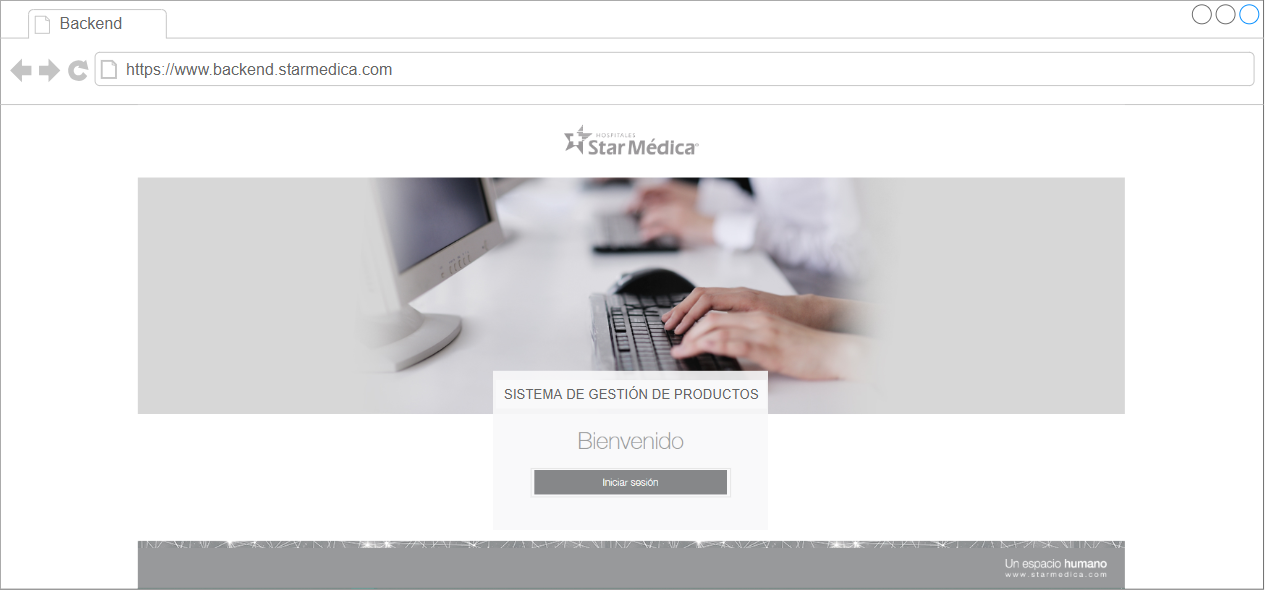 Backend
https://www.backend.starmedica.com
HOSPITALES
Star Médica®
SISTEMA DE GESTIÓN DE PRODUCTOS
Bienvenido
Iniciar sesión
Un espacio humano
www.starmedica.com